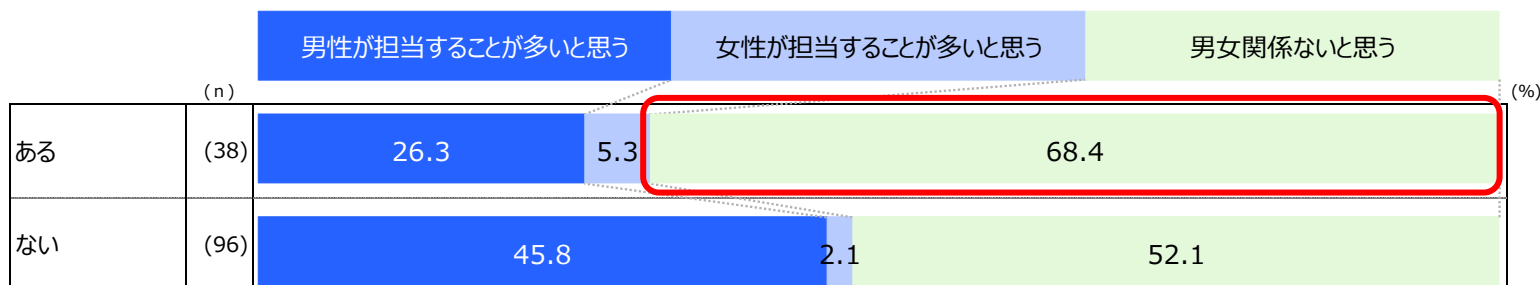 男性が担当することが多いと思う 女性が担当することが多いと思う 男女関係ないと思う
(n)
(%)
ある (38) 26.3 5.3 68.4
ない (96) 45.8 2.1 52.1